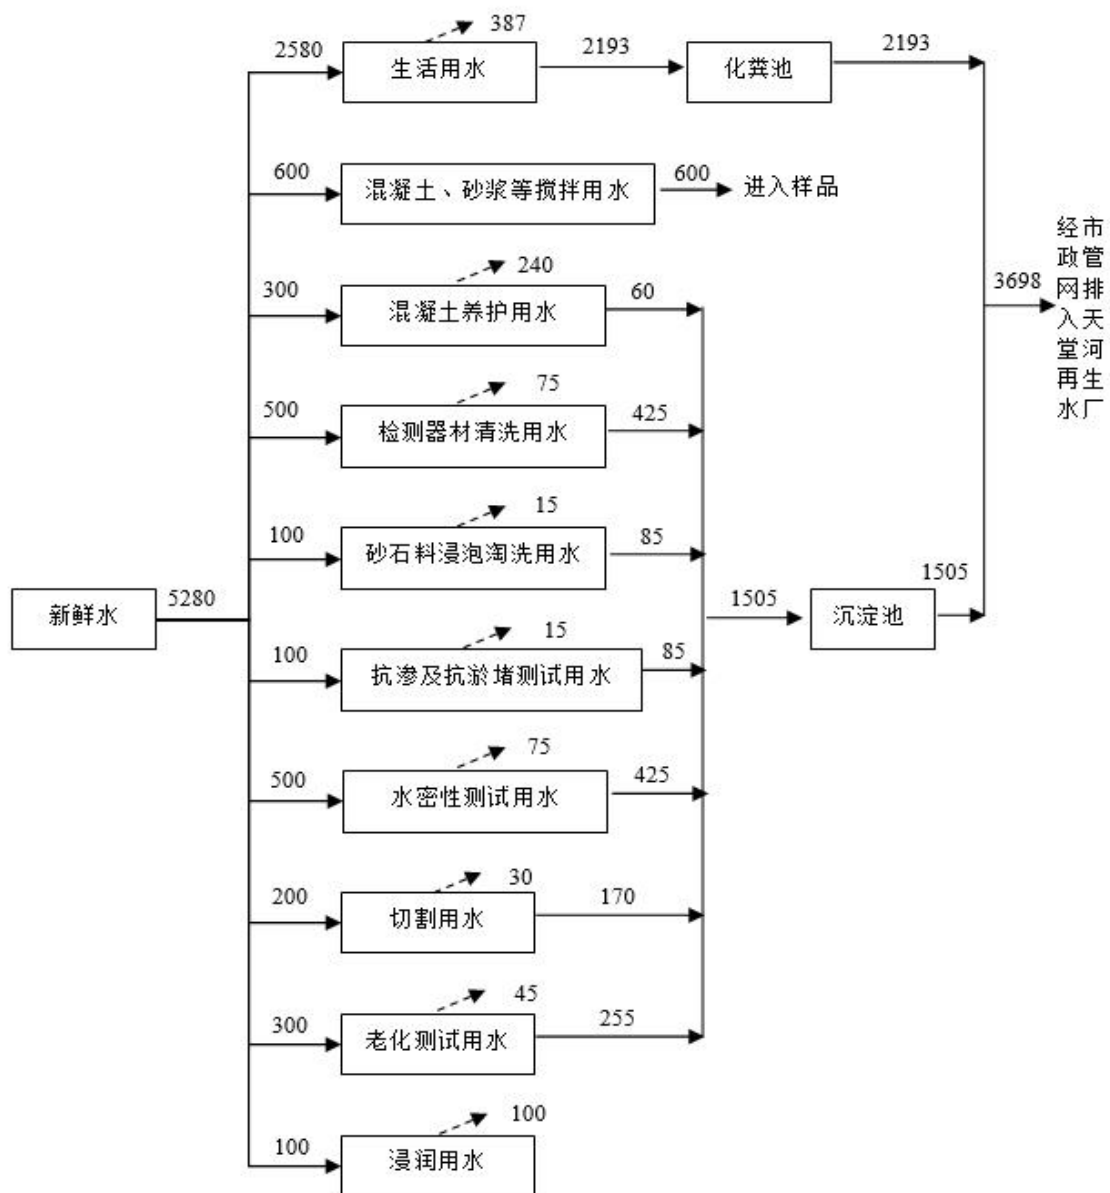 387
2580
生活用水
2193
化粪池
2193
600
混凝土、砂浆等搅拌用水
600
进入样品
240
300
混凝土养护用水
60
75
500
检测器材清洗用水
425
15
100
砂石料浸泡淘洗用水
85
新鲜水
5280
1505
沉淀池
1505
3698
经市
政管
网排
入天
堂河
再生
水厂
15
100
抗渗及抗淤堵测试用水
85
75
500
水密性测试用水
425
30
200
切割用水
170
45
300
老化测试用水
255
100
100
浸润用水